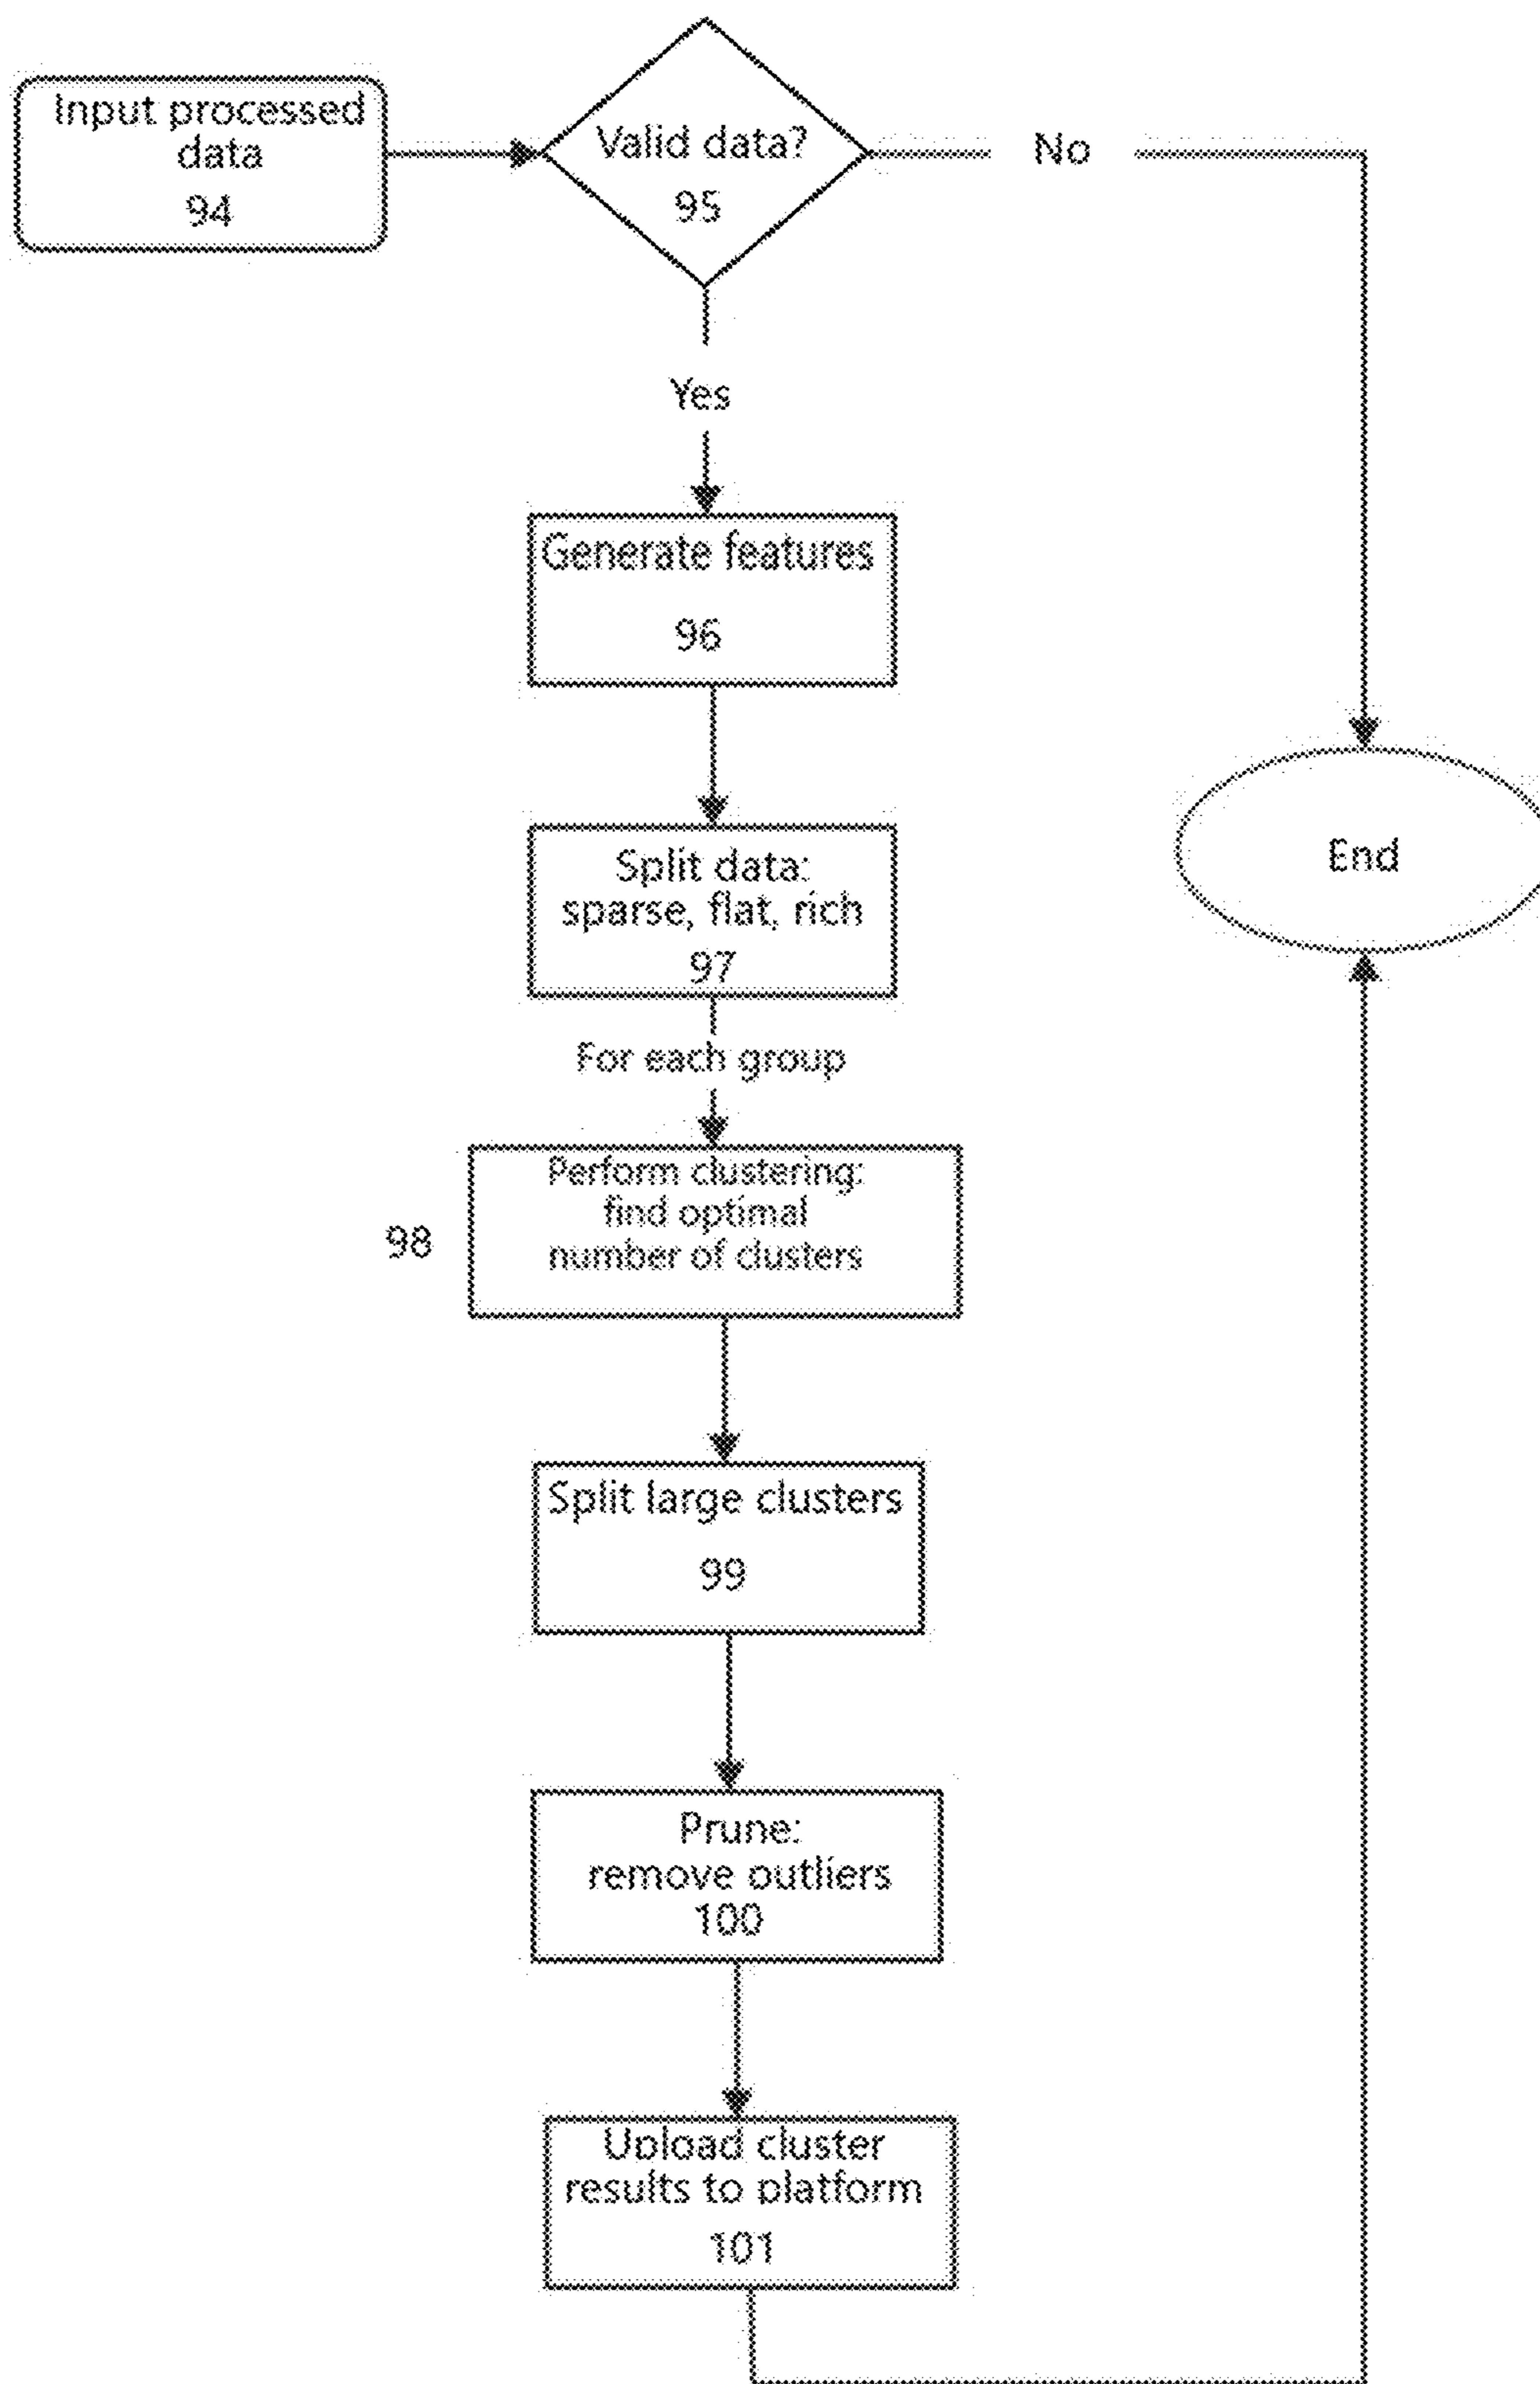 Input processed
data
94
Valid data?
95
No
Yes
Generate features
96
Split data:
sparse, flat, rich
97
End
For each group
Perform clustering:
find optimal
number of clusters
98
Split large clusters
99
Prune:
remove outliers
100
Upload cluster
results to platform
101